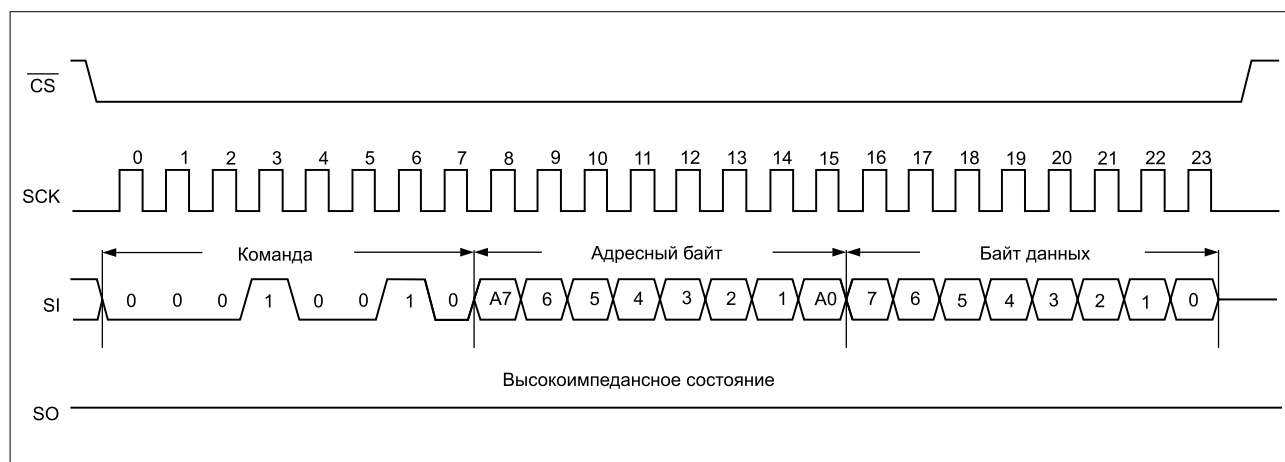 CS
0 1 2 3 4 5 6 7 8 9 10 11 12 13 14 15 16 17 18 19 20 21 22 23
SCK
Команда Адресный байт Байт данных
SI 0 0 0 1 0 0 1 0 A7 6 5 4 3 2 1 A0 7 6 5 4 3 2 1 0
Высокоимпедансное состояние
SO